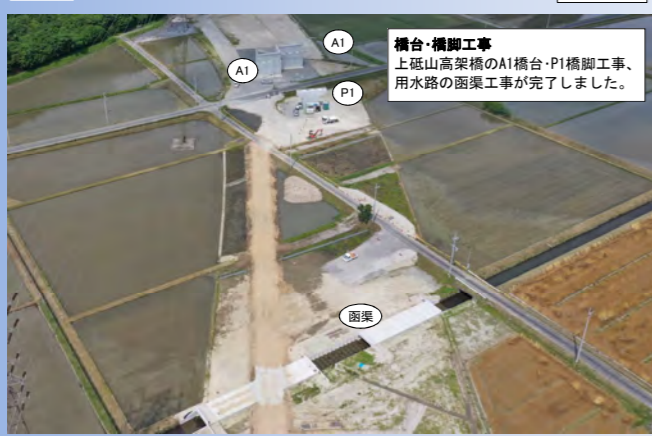 橋台・橋脚工事
上砥山高架橋のA1橋台・P1橋脚工事、
用水路の函渠工事が完了しました。
A1
A1
P1
函渠